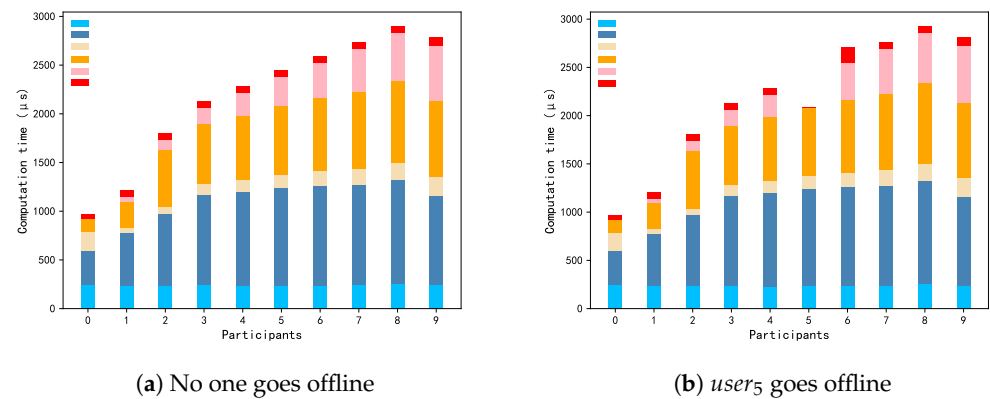 3000
2500
2000
1500
1000
500
0
Computation time (μs)
0 1 2 3 4 5 6 7 8 9
Participants
(a) No one goes offline
3000
2500
2000
1500
1000
500
0
Computation time (μs)
0 1 2 3 4 5 6 7 8 9
Participants
(b) user5 goes offline